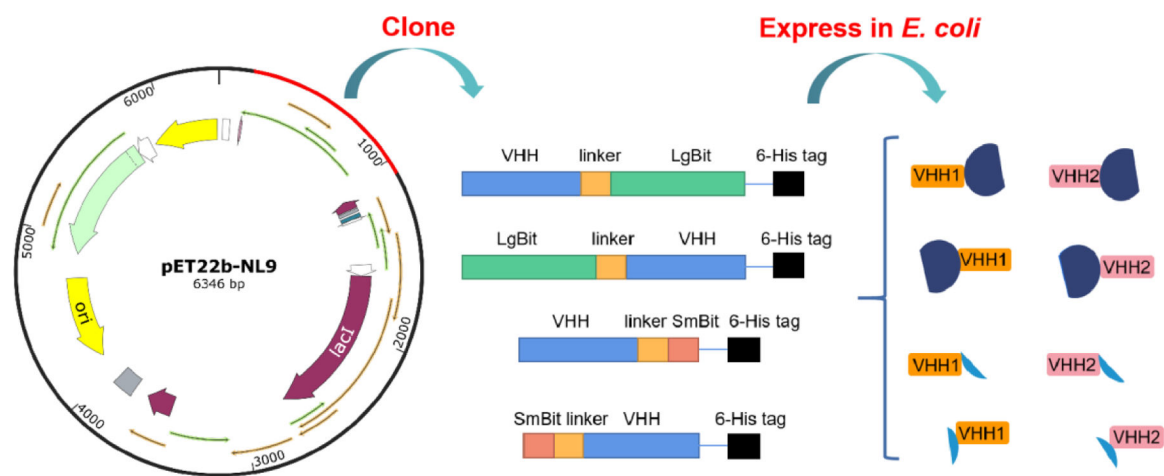 Clone
Express in E. coli
6000
1000
5000
pET22b-NL9
6346 bp
ori
lacI
2000
4000
3000
VHH linker LgBit 6-His tag
LgBit linker VHH 6-His tag
VHH linker SmBit 6-His tag
SmBit linker VHH 6-His tag
VHH1 VHH2
VHH1 VHH2
VHH1 VHH2
VHH1 VHH2